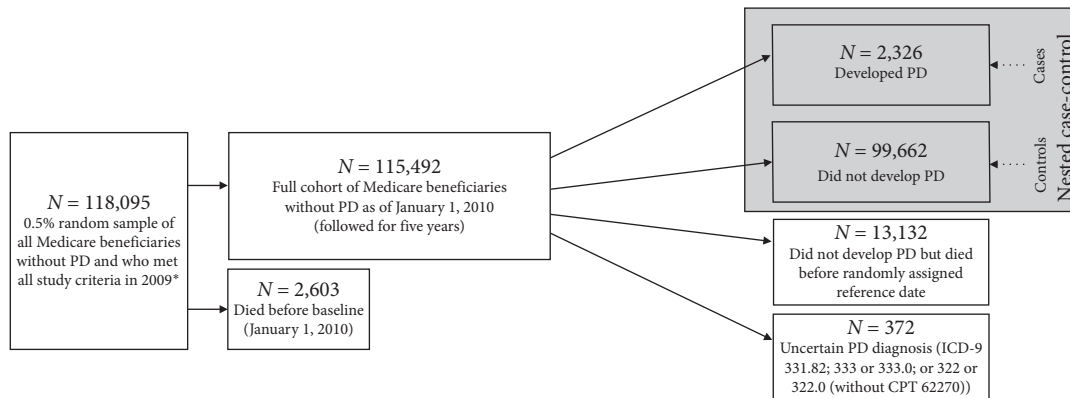 N = 118,095
0.5% random sample of
all Medicare beneficiaries
without PD and who met
all study criteria in 2009*
N = 115,492
Full cohort of Medicare beneficiaries
without PD as of January 1, 2010
(followed for five years)
N = 2,603
Died before baseline
(January 1, 2010)
N = 2,326
Developed PD
Cases
N = 99,662
Did not develop PD
Controls
Nested case-control
N = 13,132
Did not develop PD but died
before randomly assigned
reference date
N = 372
Uncertain PD diagnosis (ICD-9
331.82; 333 or 333.0; or 322 or
322.0 (without CPT 62270))